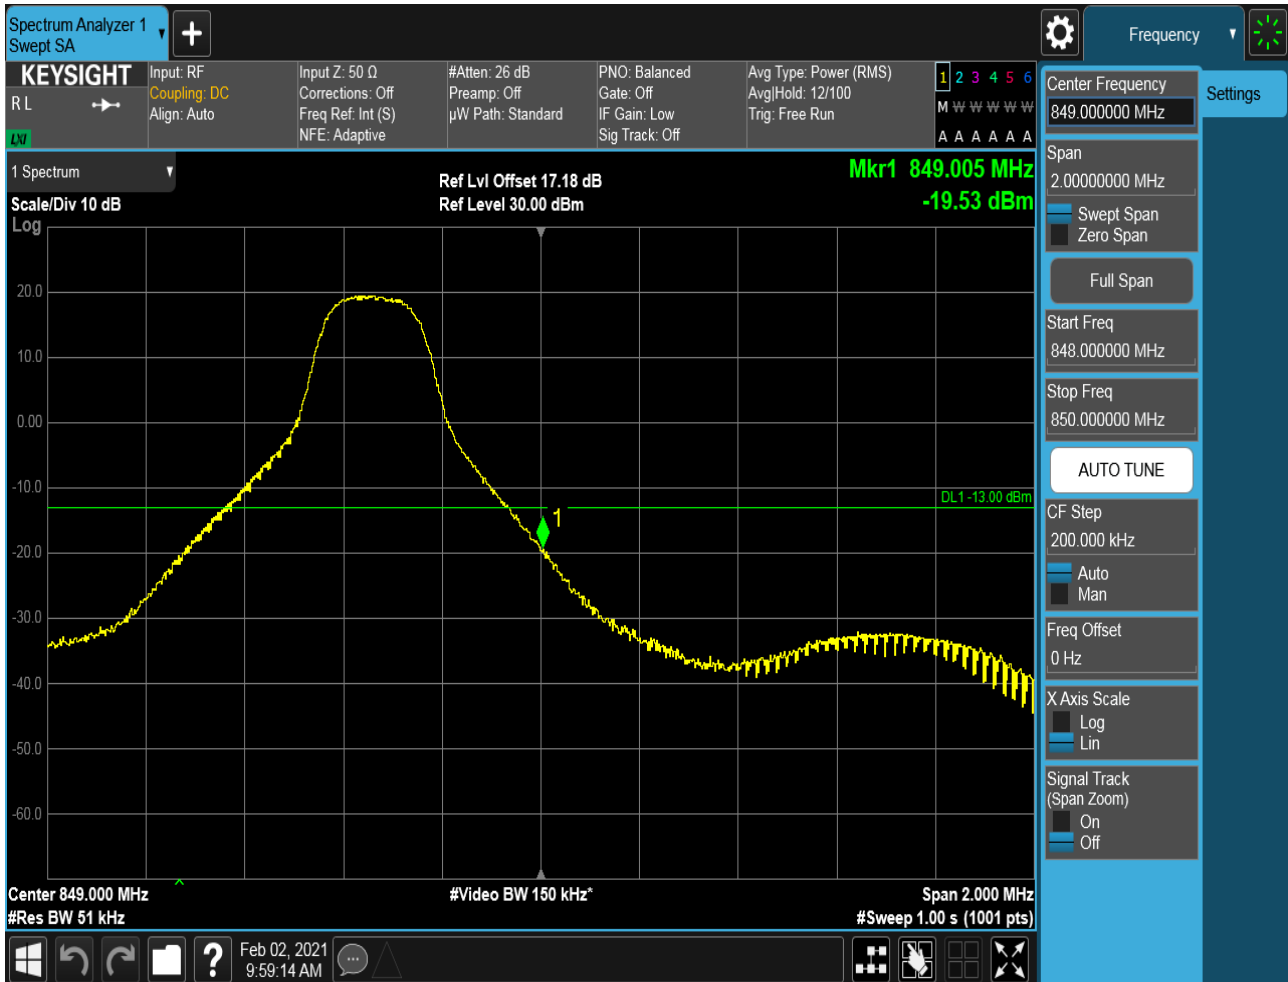 Spectrum Analyzer 1
Swept SA
+
Frequency
KEYSIGHT
R L
LXI
Input: RF
Coupling: DC
Align: Auto
Input Z: 50 Ω
Corrections: Off
Freq Ref: Int (S)
NFE: Adaptive
#Atten: 26 dB
Preamp: Off
µW Path: Standard
PNO: Balanced
Gate: Off
IF Gain: Low
Sig Track: Off
Avg Type: Power (RMS)
Avg|Hold: 12/100
Trig: Free Run
1 2 3 4 5 6
M W W W W W
A A A A A A
1 Spectrum
Scale/Div 10 dB
Log
Ref Lvl Offset 17.18 dB
Ref Level 30.00 dBm
Mkr1 849.005 MHz
-19.53 dBm
20.0
10.0
0.00
-10.0
-20.0
-30.0
-40.0
-50.0
-60.0
DL1 -13.00 dBm
1
Center 849.000 MHz
#Res BW 51 kHz
#Video BW 150 kHz*
Span 2.000 MHz
#Sweep 1.00 s (1001 pts)
?
Feb 02, 2021
9:59:14 AM
Center Frequency
849.000000 MHz
Settings
Span
2.00000000 MHz
Swept Span
Zero Span
Full Span
Start Freq
848.000000 MHz
Stop Freq
850.000000 MHz
AUTO TUNE
CF Step
200.000 kHz
Auto
Man
Freq Offset
0 Hz
X Axis Scale
Log
Lin
Signal Track
(Span Zoom)
On
Off